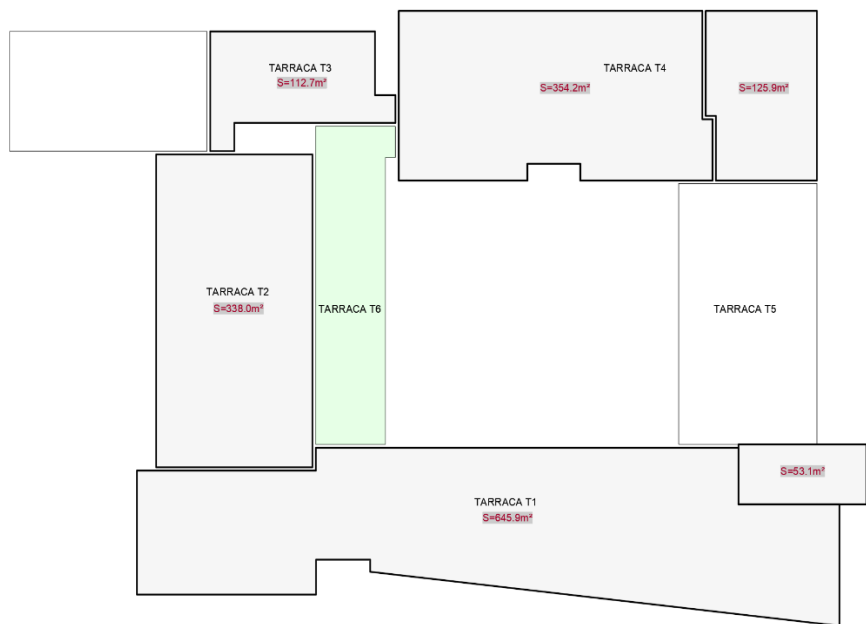 TARRACA T3
S=112.7m²
TARRACA T4
S=354.2m²
S=125.9m²
TARRACA T2
S=338.0m²
TARRACA T6
TARRACA T5
S=53.1m²
TARRACA T1
S=645.9m²